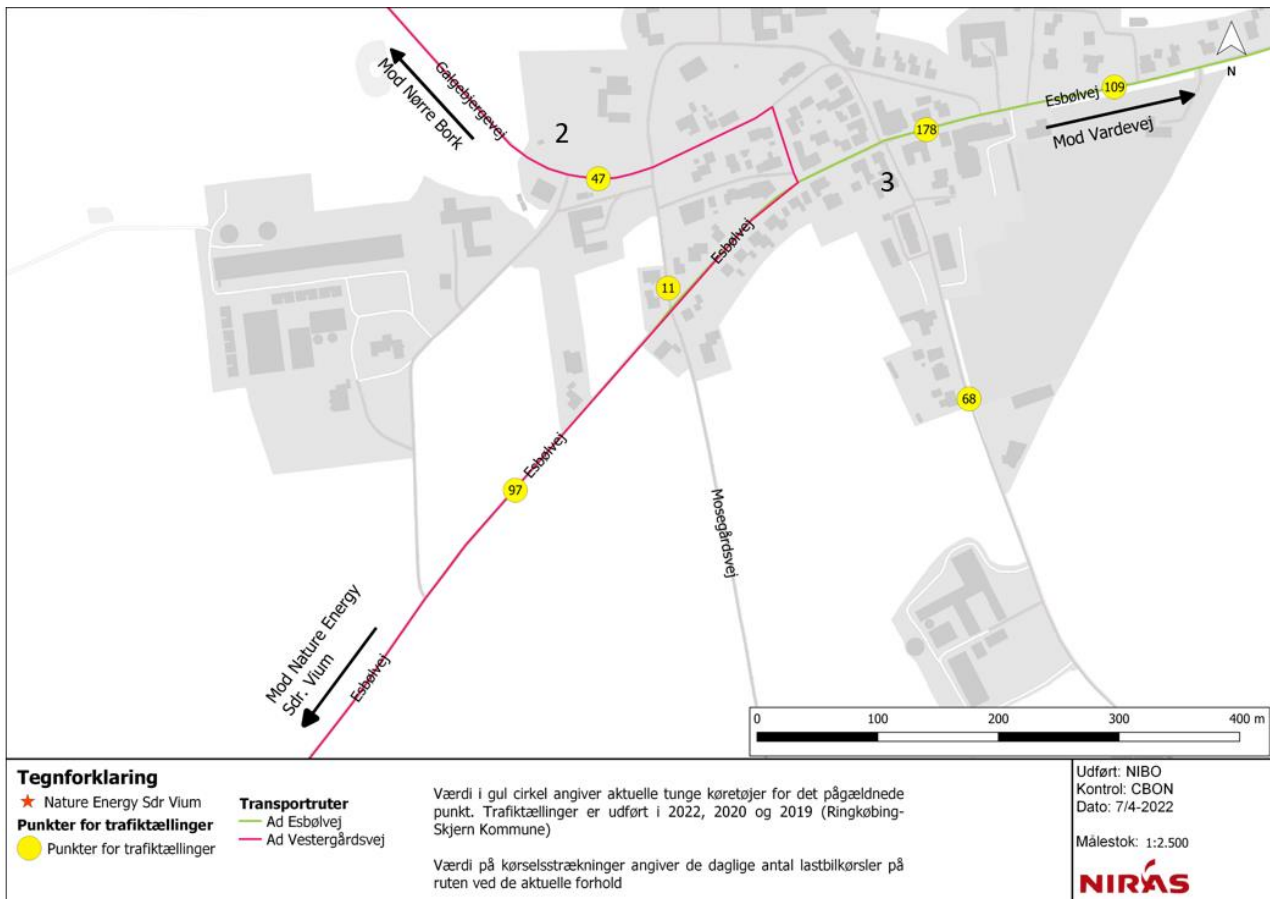 Galgebjergevej
Mod Nørre Bork
2
47
Esbølvej
109
N
178
Mod Vardevej
3
Esbølvej
11
68
Esbølvej
97
Mosegårdsvej
Mod Nature Energy
Sdr. Vium
Esbølvej
0 100 200 300 400 m
Tegnforklaring
Nature Energy Sdr Vium
Punkter for trafiktællinger
Punkter for trafiktællinger
Transportruter
Ad Esbølvej
Ad Vestergårdsvej
Værdi i gul cirkel angiver aktuelle tunge køretøjer for det pågældnede
punkt. Trafiktællinger er udført i 2022, 2020 og 2019 (Ringkøbing-
Skjern Kommune)
Værdi på kørselsstrækninger angiver de daglige antal lastbilkørsler på
ruten ved de aktuelle forhold
Udført: NIBO
Kontrol: CBON
Dato: 7/4-2022
Målestok: 1:2.500
NIRAS